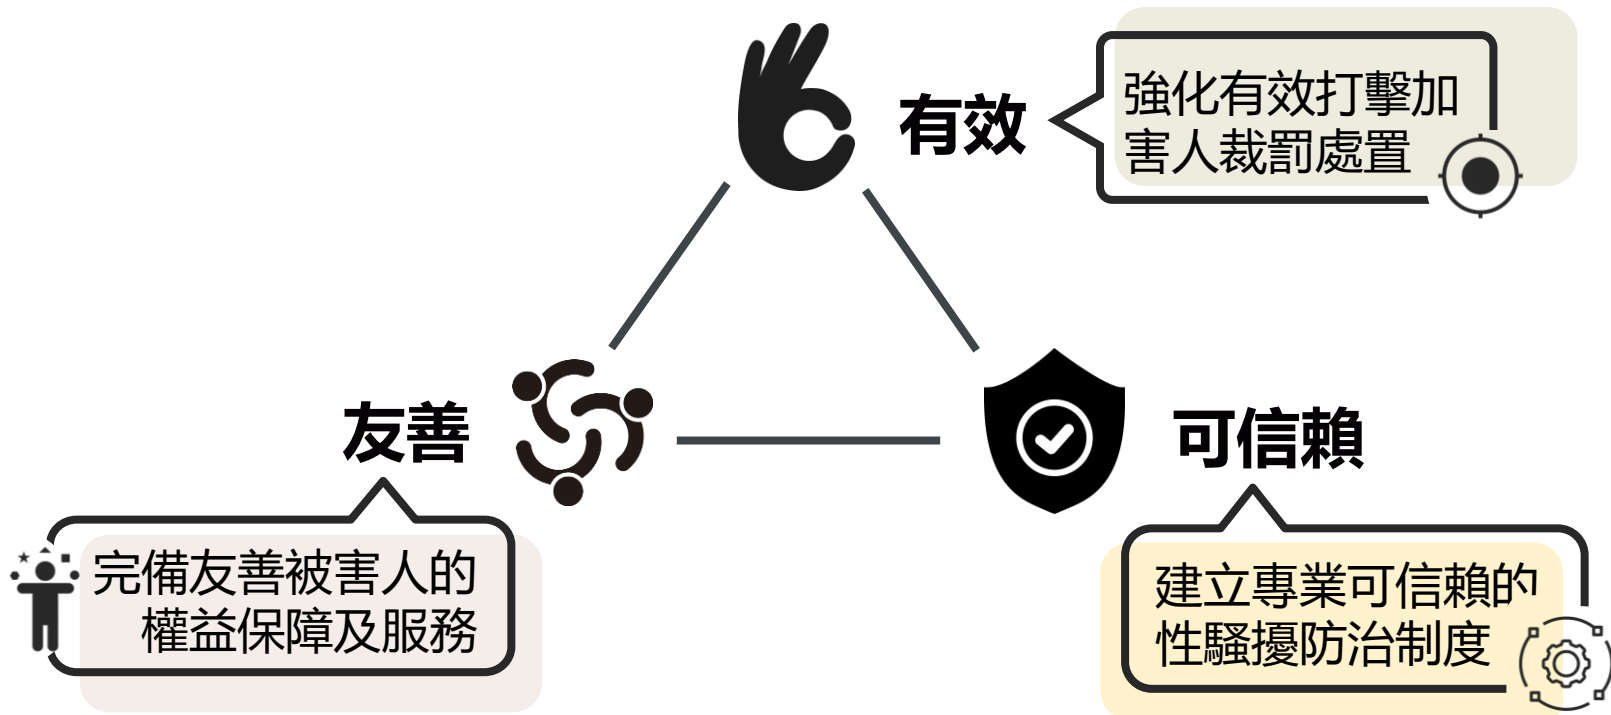 有效
強化有效打擊加
害人裁罰處置
友善
完備友善被害人的
權益保障及服務
可信賴
建立專業可信賴的
性騷擾防治制度